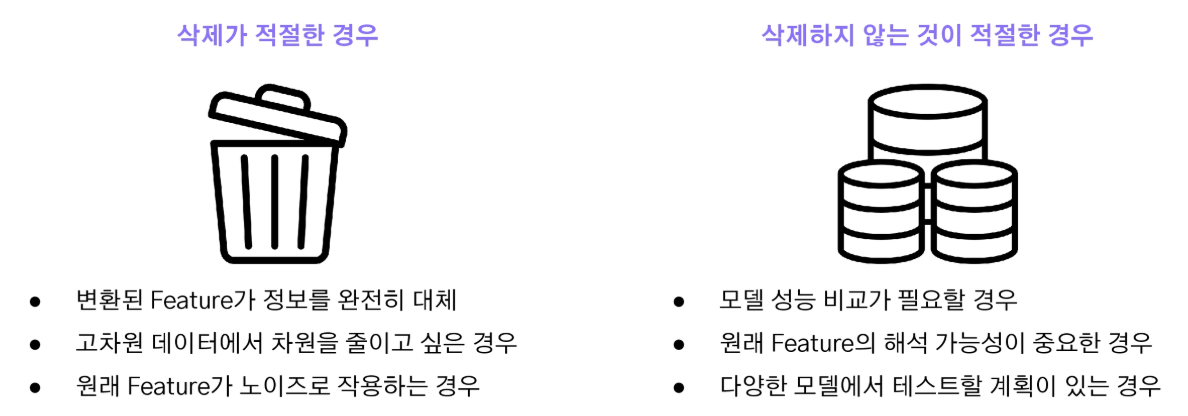 삭제가 적절한 경우
● 변환된 Feature가 정보를 완전히 대체
● 고차원 데이터에서 차원을 줄이고 싶은 경우
● 원래 Feature가 노이즈로 작용하는 경우
삭제하지 않는 것이 적절한 경우
● 모델 성능 비교가 필요할 경우
● 원래 Feature의 해석 가능성이 중요한 경우
● 다양한 모델에서 테스트할 계획이 있는 경우